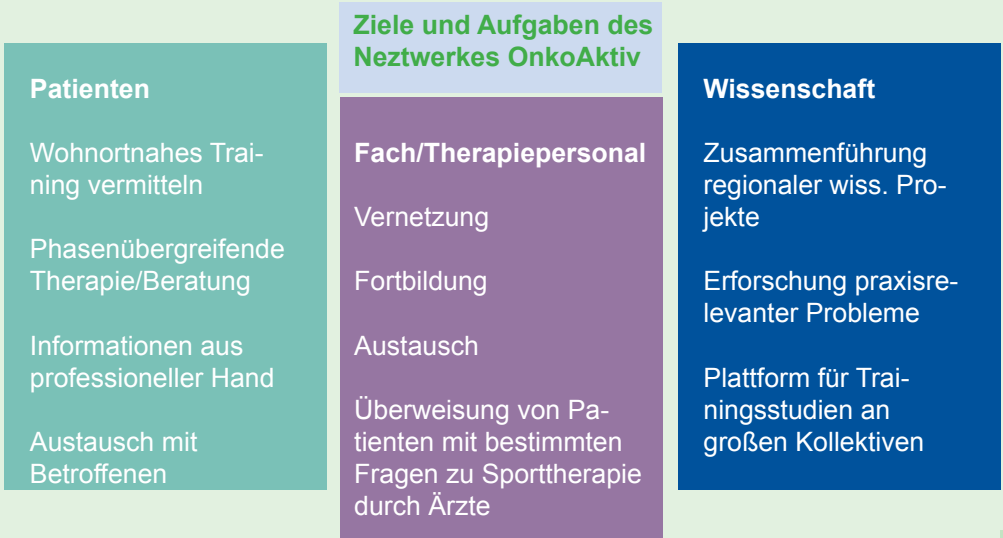 Ziele und Aufgaben des
Neztwerkes OnkoAktiv
Patienten
Wohnortnahes Trai-
ning vermitteln
Phasenübergreifende
Therapie/Beratung
Informationen aus
professioneller Hand
Austausch mit
Betroffenen
Fach/Therapiepersonal
Vernetzung
Fortbildung
Austausch
Überweisung von Pa-
tienten mit bestimmten
Fragen zu Sporttherapie
durch Ärzte
Wissenschaft
Zusammenführung
regionaler wiss. Pro-
jekte
Erforschung praxisre-
levanter Probleme
Plattform für Trai-
ningsstudien an
großen Kollektiven